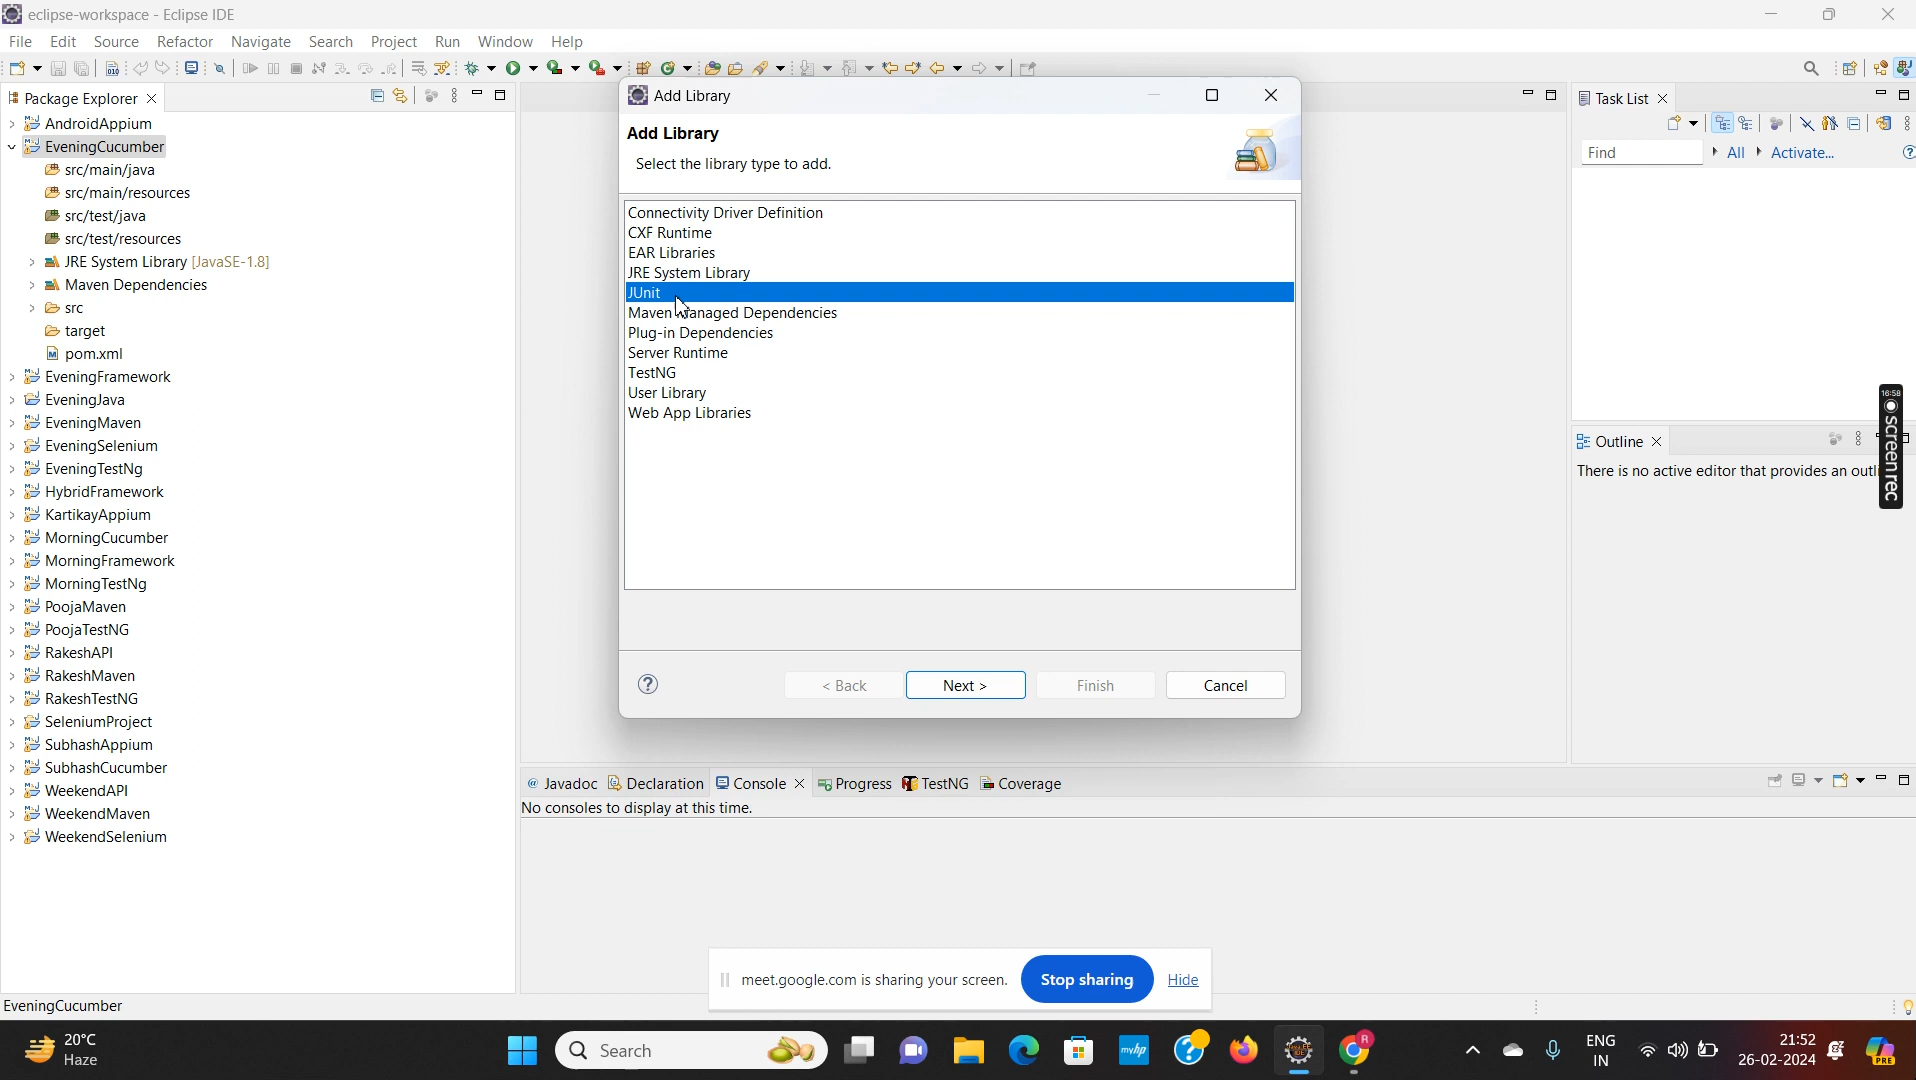 eclipse-workspace - Eclipse IDE
File Edit Source Refactor Navigate Search Project Run Window Help
Package Explorer
AndroidAppium
EveningCucumber
src/main/java
src/main/resources
src/test/java
src/test/resources
JRE System Library [JavaSE-1.8]
Maven Dependencies
src
target
pom.xml
EveningFramework
EveningJava
EveningMaven
EveningSelenium
EveningTestNg
HybridFramework
KartikayAppium
MorningCucumber
MorningFramework
MorningTestNg
PoojaMaven
PoojaTestNG
RakeshAPI
RakeshMaven
RakeshTestNG
SeleniumProject
SubhashAppium
SubhashCucumber
WeekendAPI
WeekendMaven
WeekendSelenium
Add Library
Add Library
Select the library type to add.
Connectivity Driver Definition
CXF Runtime
EAR Libraries
JRE System Library
JUnit
Maven Managed Dependencies
Plug-in Dependencies
Server Runtime
TestNG
User Library
Web App Libraries
< Back Next > Finish Cancel
Task List
Find All Activate...
Outline
There is no active editor that provides an outli
16:58
screenrec
@ Javadoc Declaration Console Progress TestNG Coverage
No consoles to display at this time.
meet.google.com is sharing your screen. Stop sharing Hide
EveningCucumber
20°C
Haze
Search
myhp
R
ENG
IN
21:52
26-02-2024
PRE